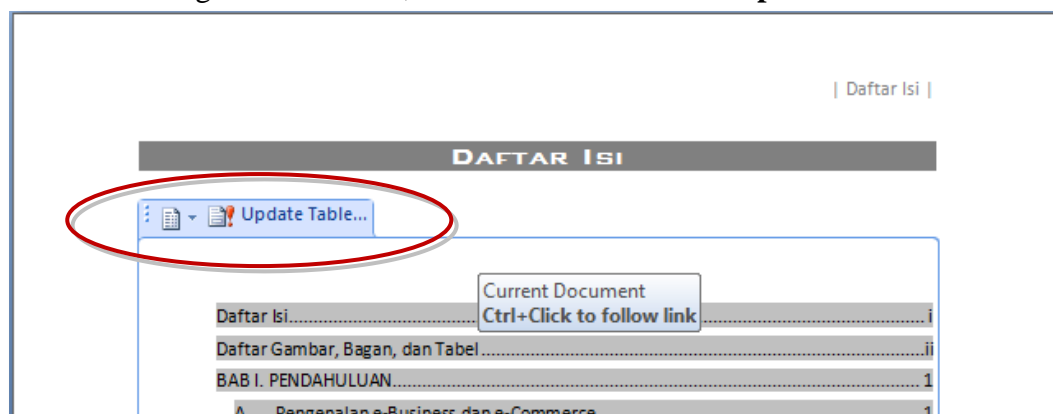 | Daftar Isi |
DAFTAR ISI
Update Table...
Current Document
Ctrl+Click to follow link
Daftar Isi.....i
Daftar Gambar, Bagan, dan Tabel.....ii
BAB I. PENDAHULUAN.....1
A. Pengenalan e-Business dan e-Commerce.....1